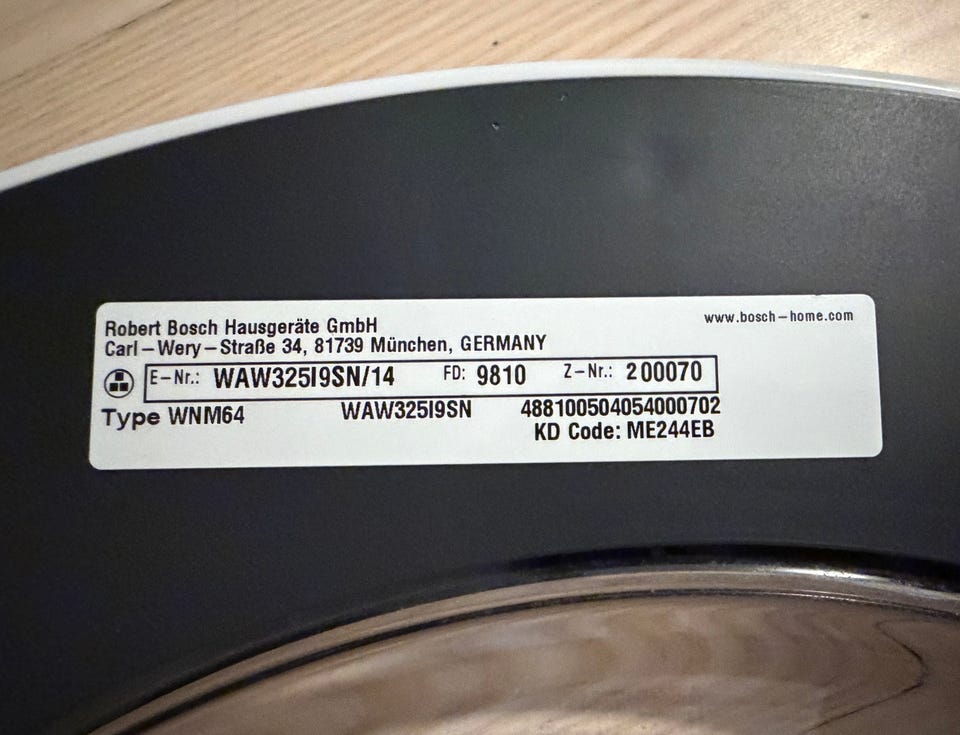 Robert Bosch Hausgeräte GmbH
www.bosch-home.com
Carl-Wery-Straße 34, 81739 München, GERMANY
E-Nr.: WAW325I9SN/14 FD: 9810 Z-Nr.: 200070
Type WNM64 WAW325I9SN 488100504054000702
KD Code: ME244EB